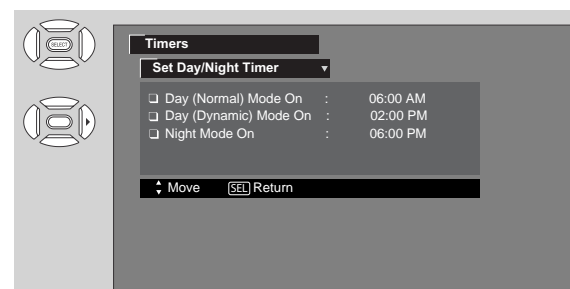 SELECT
Timers
Set Day/Night Timer
Day (Normal) Mode On : 06:00 AM
Day (Dynamic) Mode On : 02:00 PM
Night Mode On : 06:00 PM
Move SEL Return